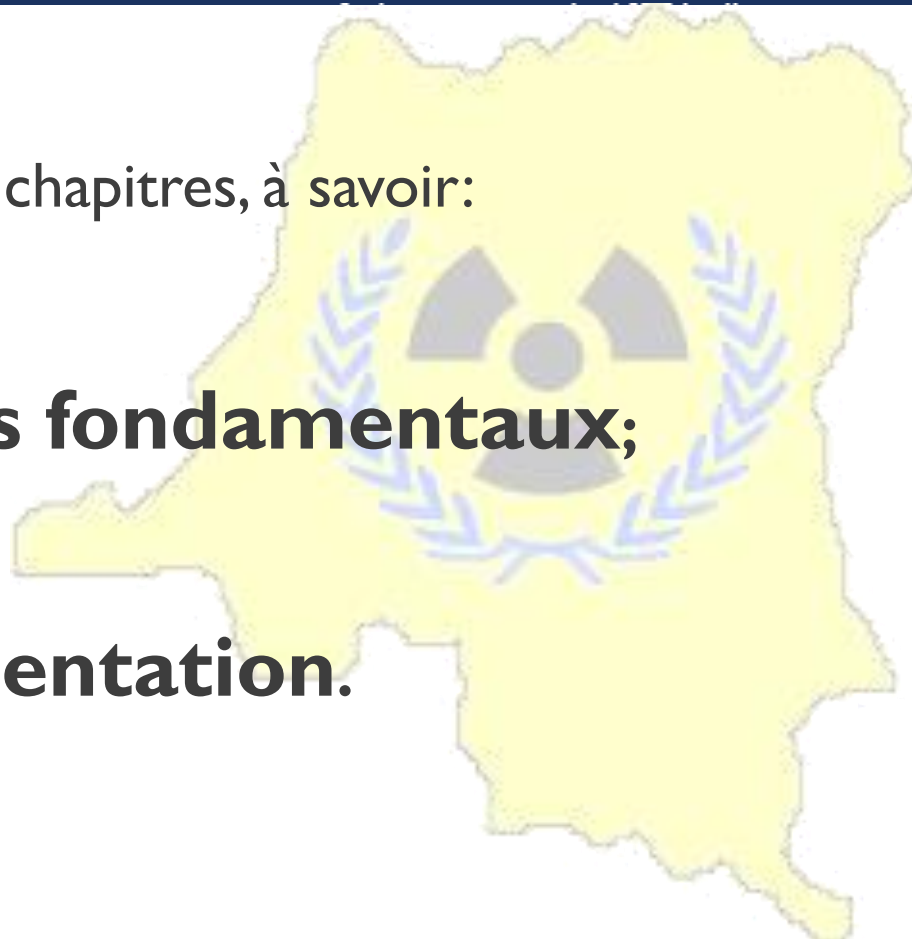 chapitres, à savoir:
s fondamentaux;
entation.